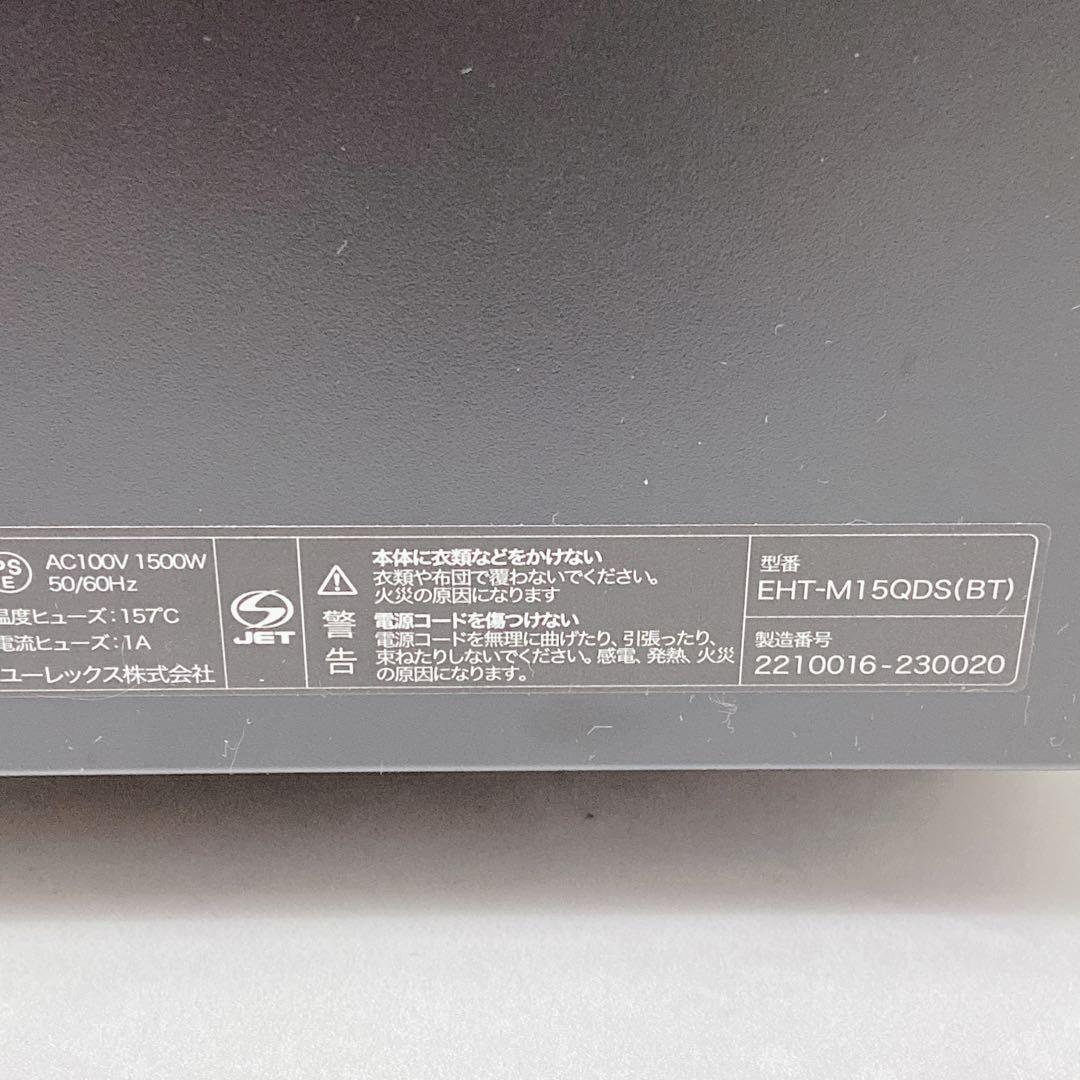 PS
E
AC100V 1500W
50/60Hz
温度ヒューズ:157℃
電流ヒューズ:1A
ユーレックス株式会社
JET
警告
本体に衣類などをかけない
衣類や布団で覆わないでください。
火災の原因になります
電源コードを傷つけない
電源コードを無理に曲げたり、引張ったり、
束ねたりしないでください。感電、発熱、火災
の原因になります。
型番
EHT-M15QDS(BT)
製造番号
2210016-230020